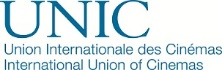 UNIC
Union Internationale des Cinémas
International Union of Cinemas